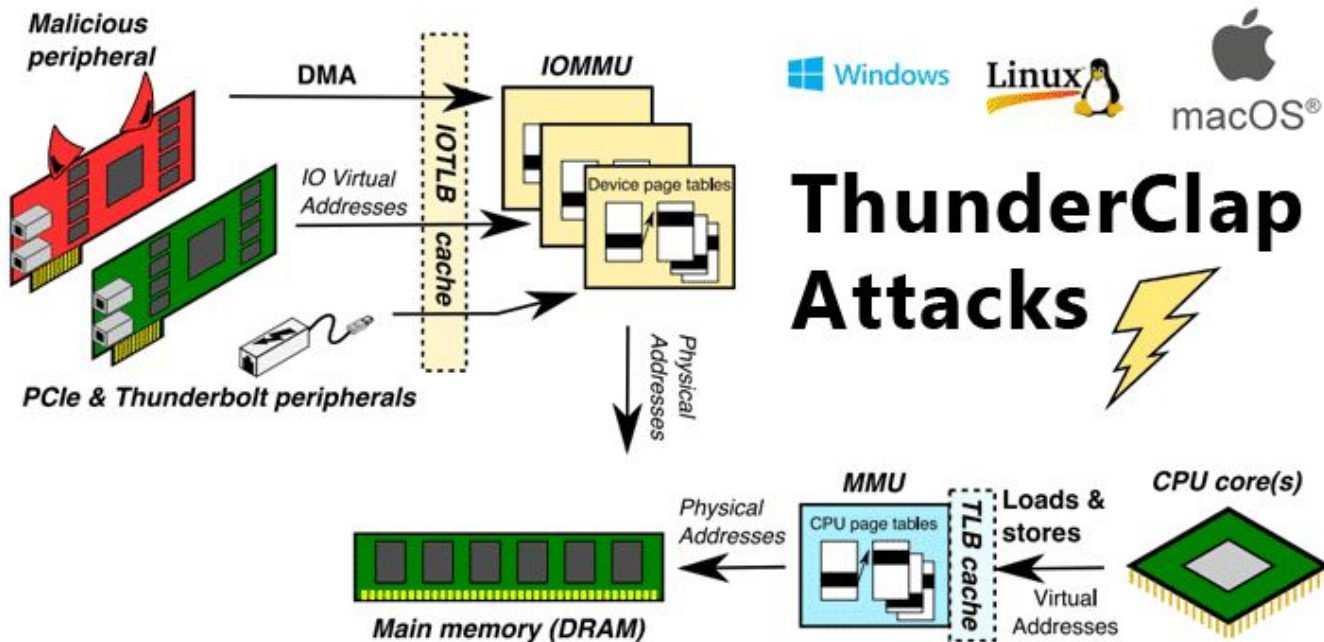 Malicious
peripheral
DMA
IOTLB cache
IOMMU
Device page tables
IO Virtual
Addresses
PCIe & Thunderbolt peripherals
Physical
Addresses
Windows
Linux
macOS®
ThunderClap
Attacks
Main memory (DRAM)
Physical
Addresses
MMU
CPU page tables
TLB cache
Loads &
stores
Virtual
Addresses
CPU core(s)